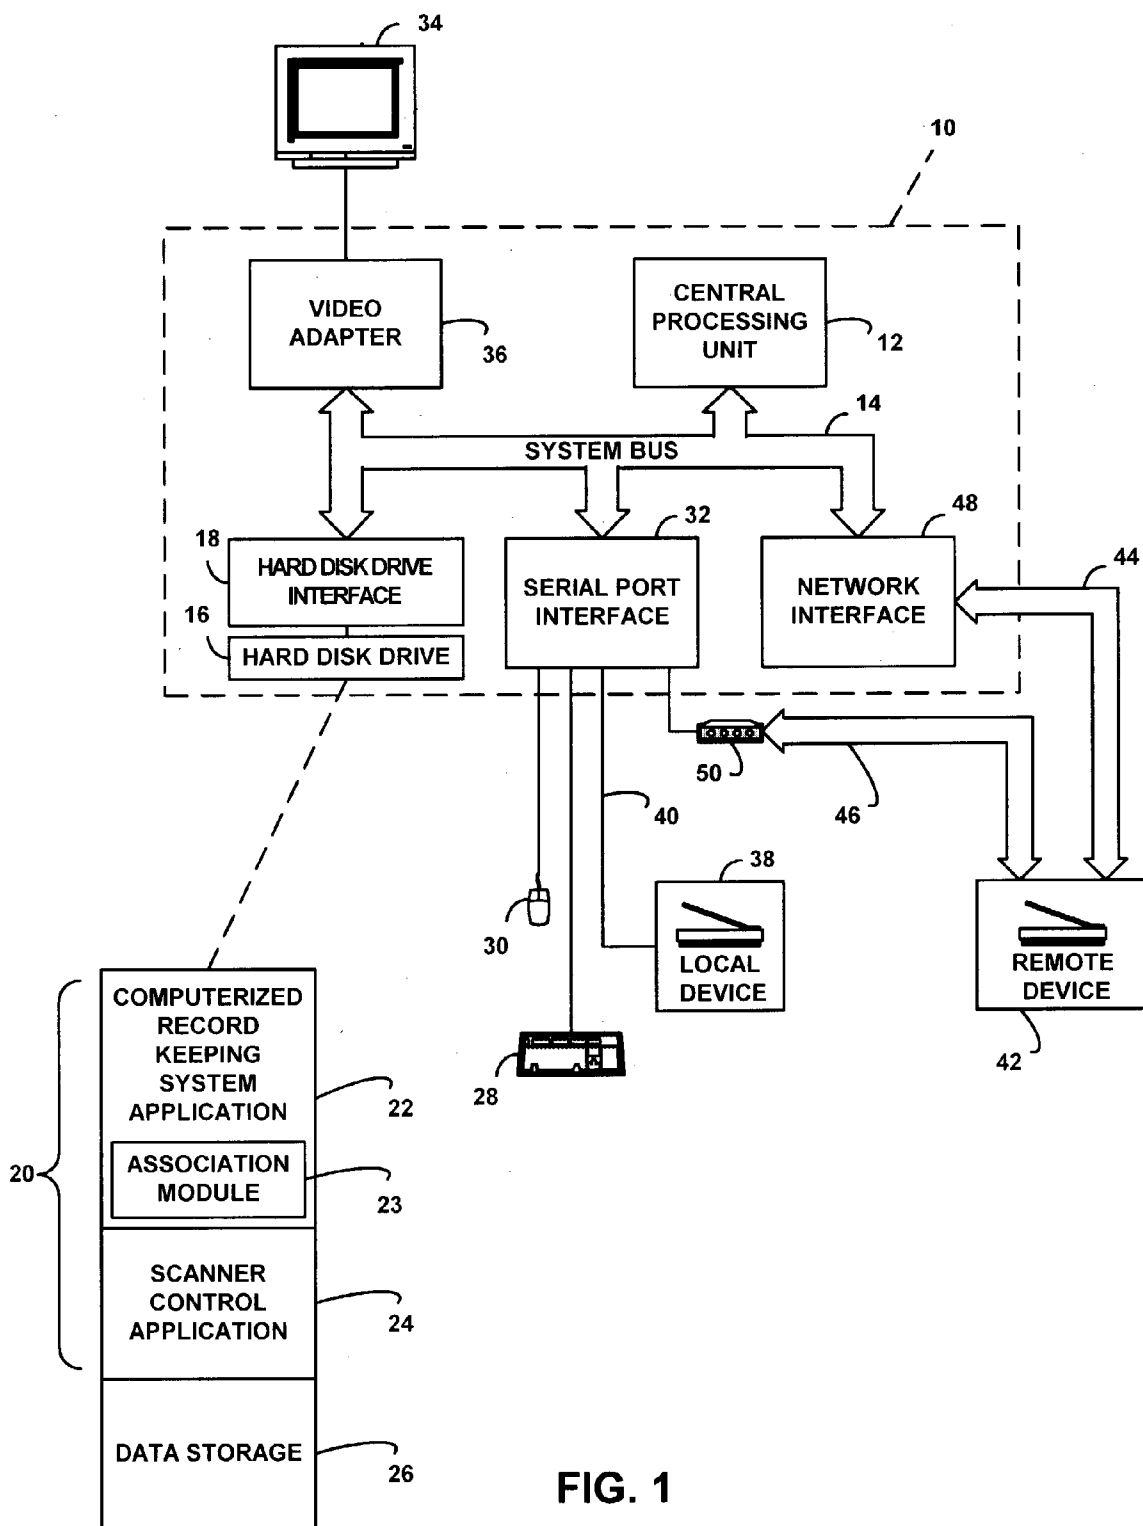 34
10
VIDEO
ADAPTER
36
CENTRAL
PROCESSING
UNIT
12
14
SYSTEM BUS
18
HARD DISK DRIVE
INTERFACE
16
HARD DISK DRIVE
32
SERIAL PORT
INTERFACE
48
NETWORK
INTERFACE
44
50
46
40
30
28
38
LOCAL
DEVICE
REMOTE
DEVICE
42
20
COMPUTERIZED
RECORD
KEEPING
SYSTEM
APPLICATION
22
ASSOCIATION
MODULE
23
SCANNER
CONTROL
APPLICATION
24
DATA STORAGE
26
FIG. 1